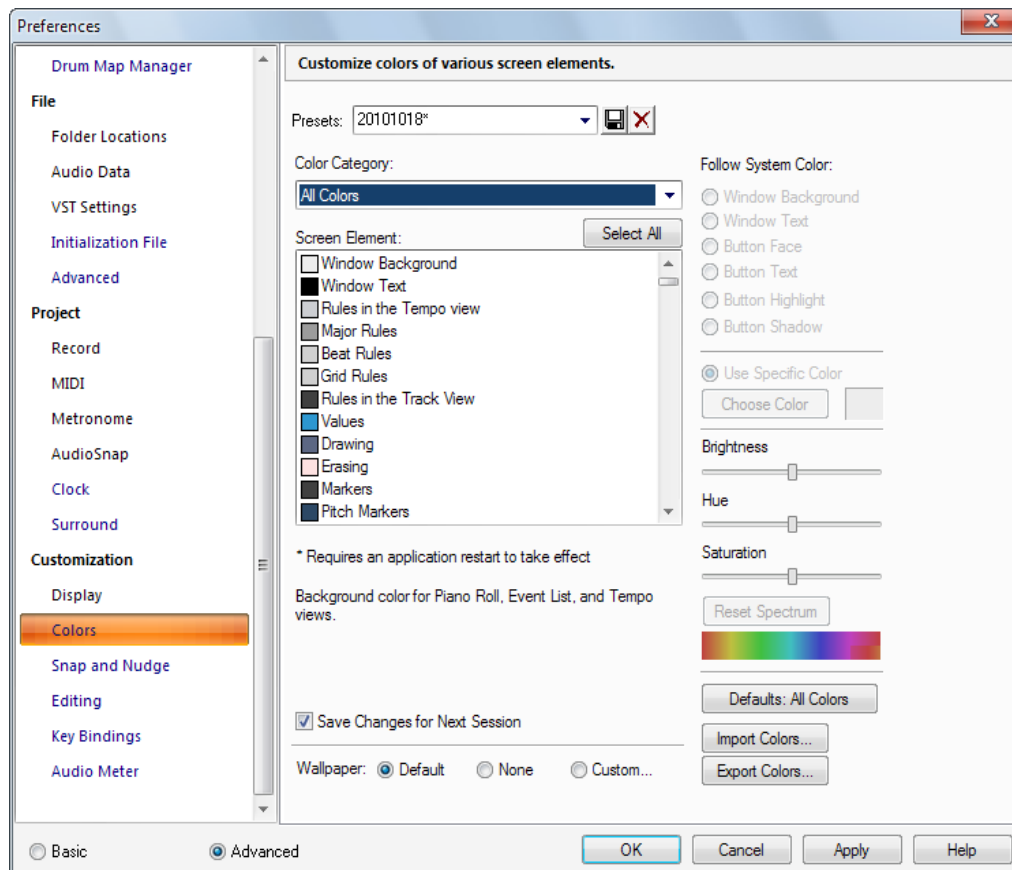 Preferences
Drum Map Manager
File
Folder Locations
Audio Data
VST Settings
Initialization File
Advanced
Project
Record
MIDI
Metronome
AudioSnap
Clock
Surround
Customization
Display
Colors
Snap and Nudge
Editing
Key Bindings
Audio Meter
Basic
Advanced
Customize colors of various screen elements.
Presets: 20101018*
Color Category:
All Colors
Screen Element:
Select All
Window Background
Window Text
Rules in the Tempo view
Major Rules
Beat Rules
Grid Rules
Rules in the Track View
Values
Drawing
Erasing
Markers
Pitch Markers
* Requires an application restart to take effect
Background color for Piano Roll, Event List, and Tempo
views.
Save Changes for Next Session
Wallpaper: Default None Custom...
Follow System Color:
Window Background
Window Text
Button Face
Button Text
Button Highlight
Button Shadow
Use Specific Color
Choose Color
Brightness
Hue
Saturation
Reset Spectrum
Defaults: All Colors
Import Colors...
Export Colors...
OK Cancel Apply Help